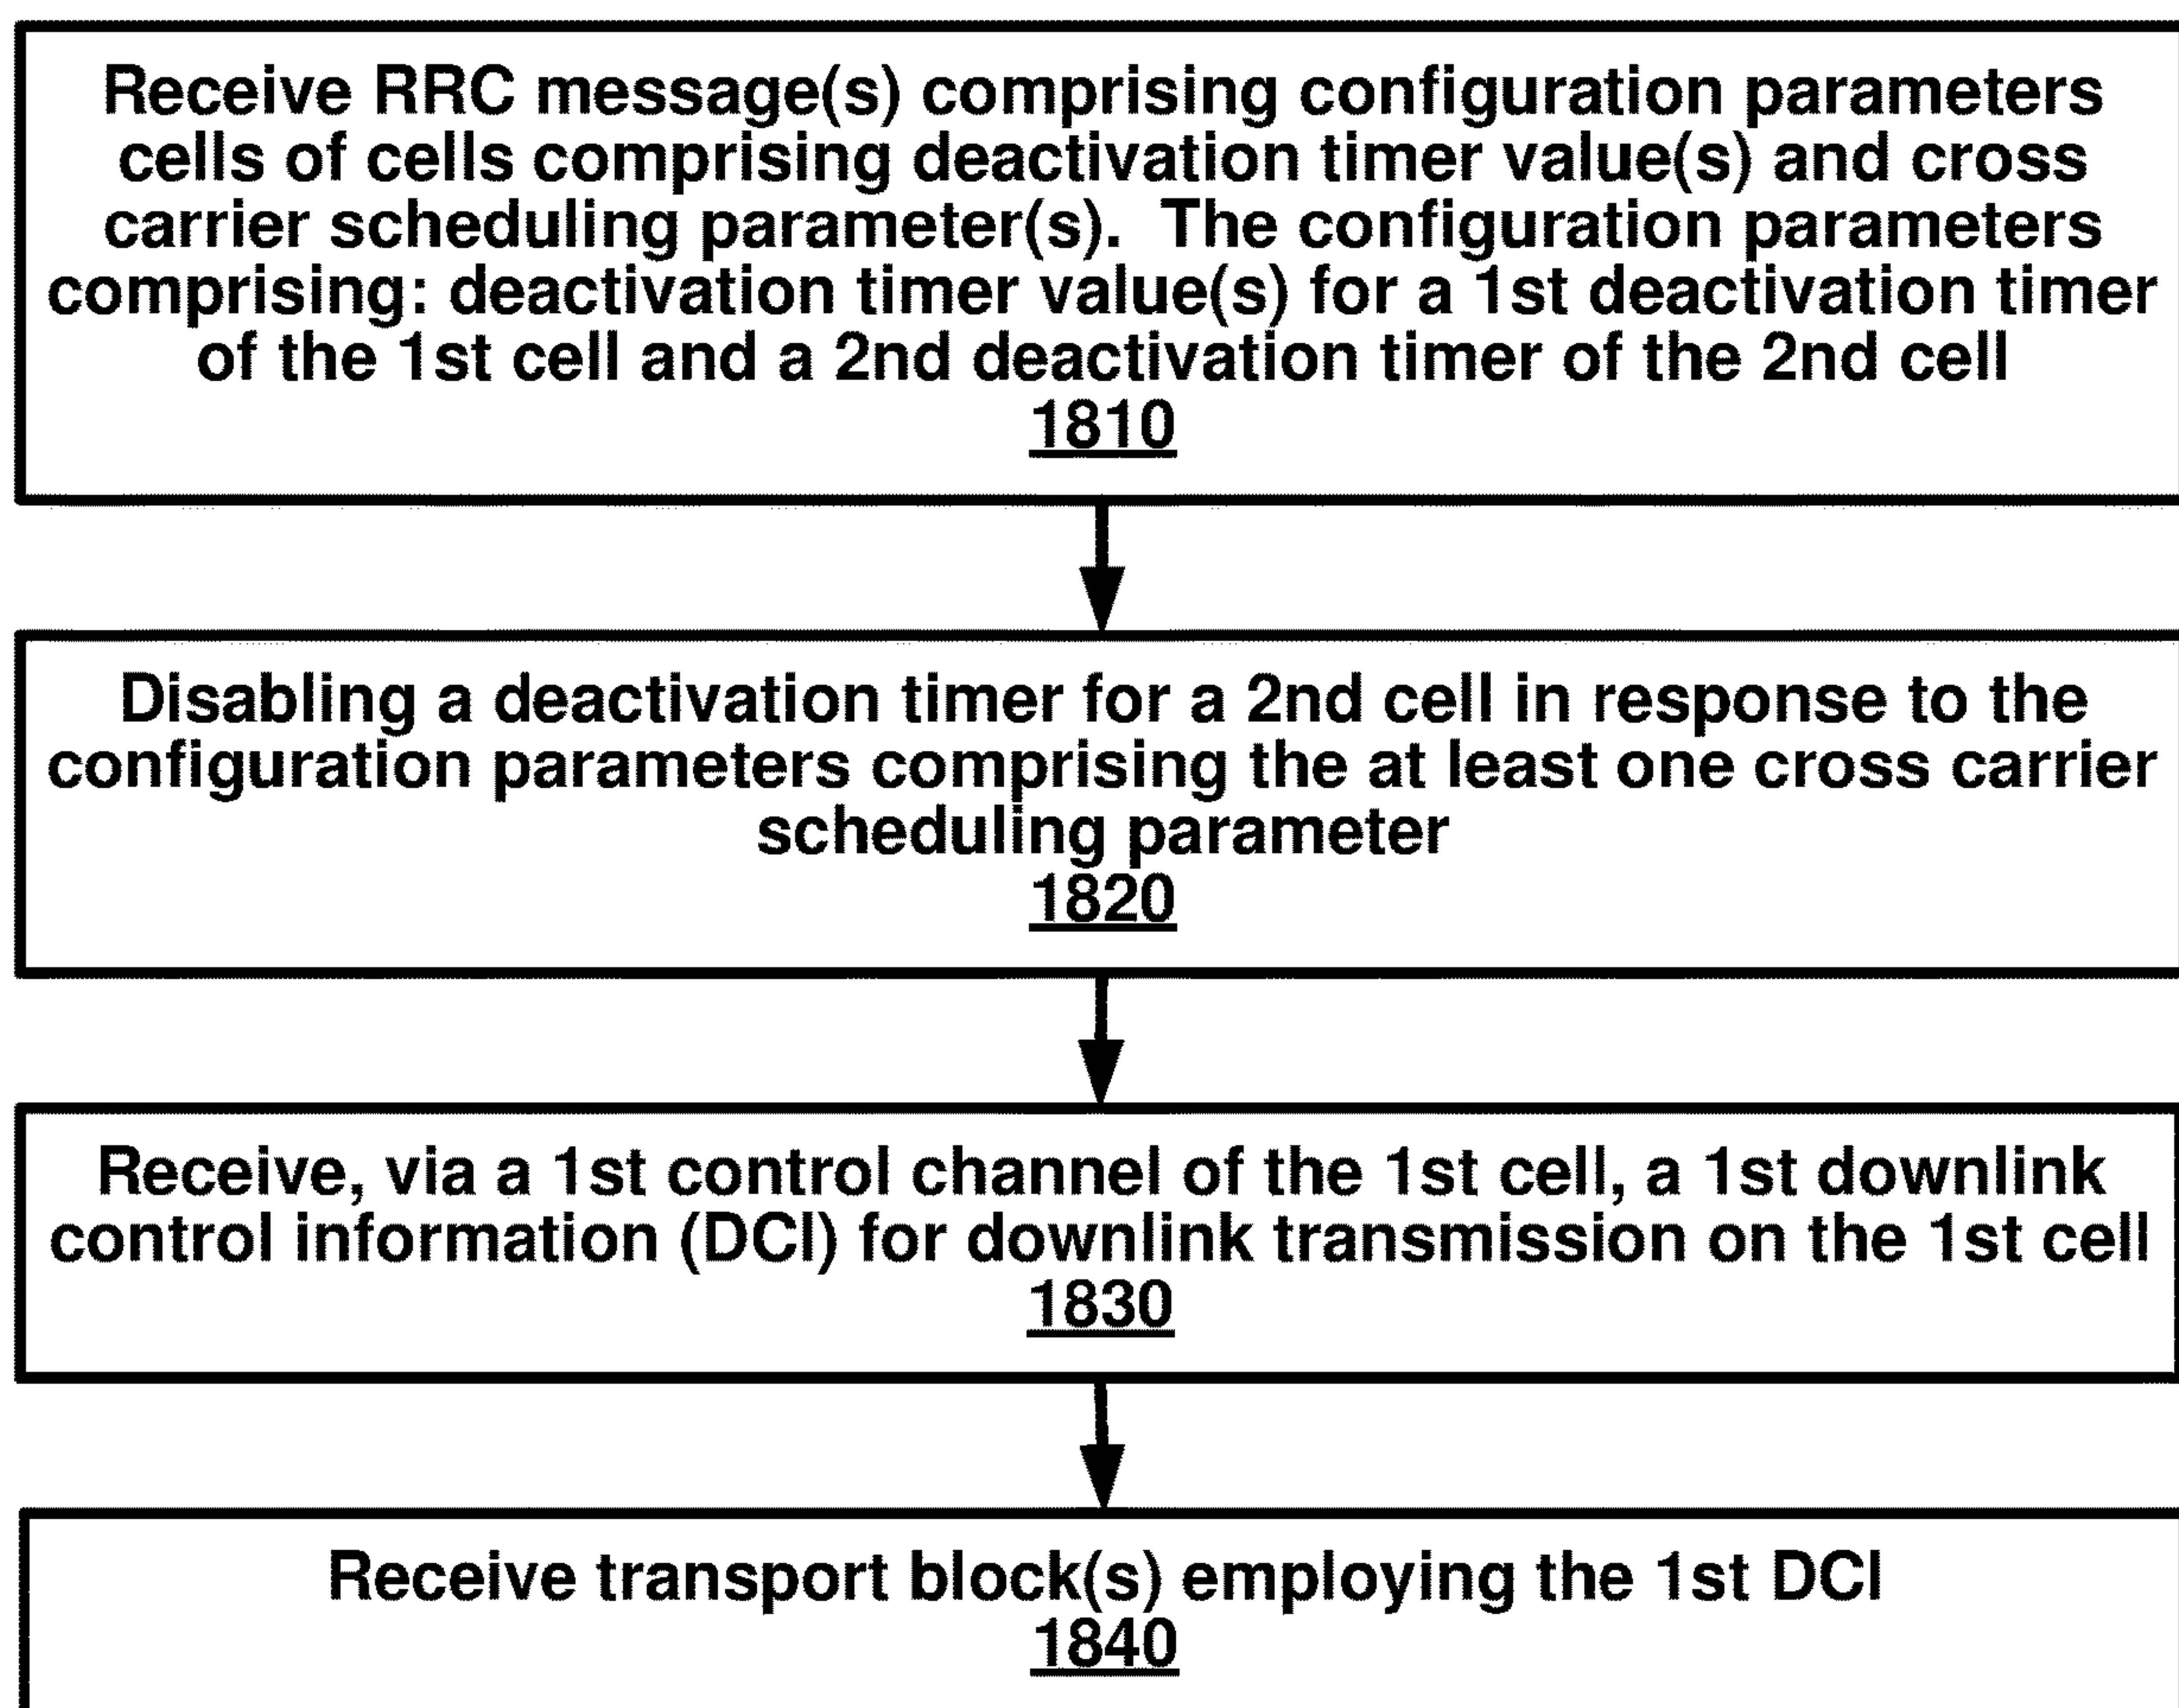 Receive RRC message(s) comprising configuration parameters
cells of cells comprising deactivation timer value(s) and cross
carrier scheduling parameter(s). The configuration parameters
comprising: deactivation timer value(s) for a 1st deactivation timer
of the 1st cell and a 2nd deactivation timer of the 2nd cell
1810
Disabling a deactivation timer for a 2nd cell in response to the
configuration parameters comprising the at least one cross carrier
scheduling parameter
1820
Receive, via a 1st control channel of the 1st cell, a 1st downlink
control information (DCI) for downlink transmission on the 1st cell
1830
Receive transport block(s) employing the 1st DCI
1840